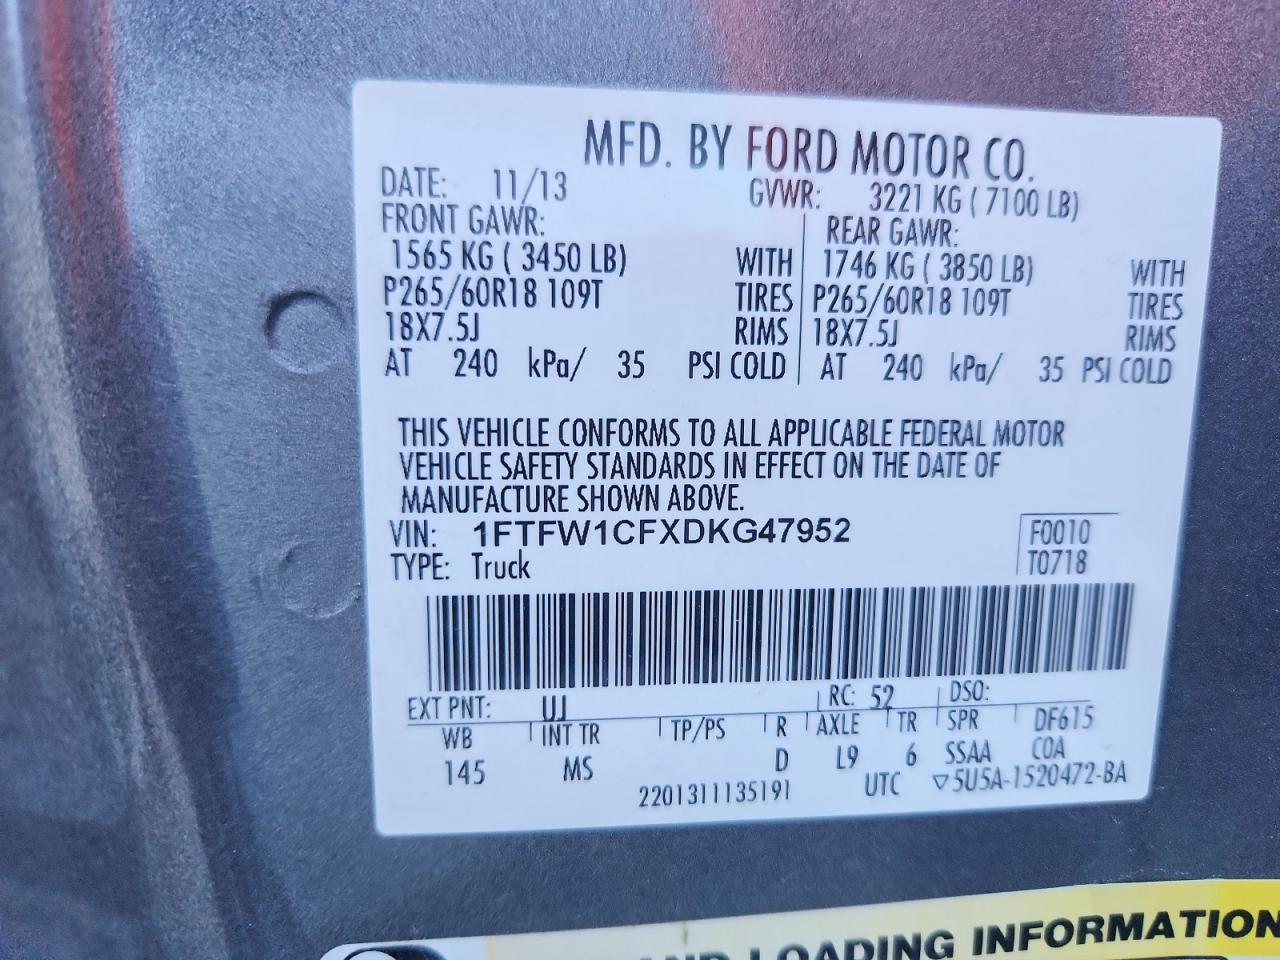 MFD. BY FORD MOTOR CO.
DATE: 11/13 GVWR: 3221 KG ( 7100 LB)
FRONT GAWR: REAR GAWR:
1565 KG ( 3450 LB) WITH 1746 KG ( 3850 LB) WITH
P265/60R18 109T TIRES P265/60R18 109T TIRES
18X7.5J RIMS 18X7.5J RIMS
AT 240 kPa/ 35 PSI COLD AT 240 kPa/ 35 PSI COLD
THIS VEHICLE CONFORMS TO ALL APPLICABLE FEDERAL MOTOR
VEHICLE SAFETY STANDARDS IN EFFECT ON THE DATE OF
MANUFACTURE SHOWN ABOVE.
VIN: 1FTFW1CFXDKG47952 F0010
TYPE: Truck T0718
EXT PNT: UJ RC: 52 DSO:
WB INT TR TP/PS R AXLE TR SPR DF615
145 MS D L9 6 SSAA COA
2201311135191 UTC ▽5U5A-1520472-BA
AND LOADING INFORMATION